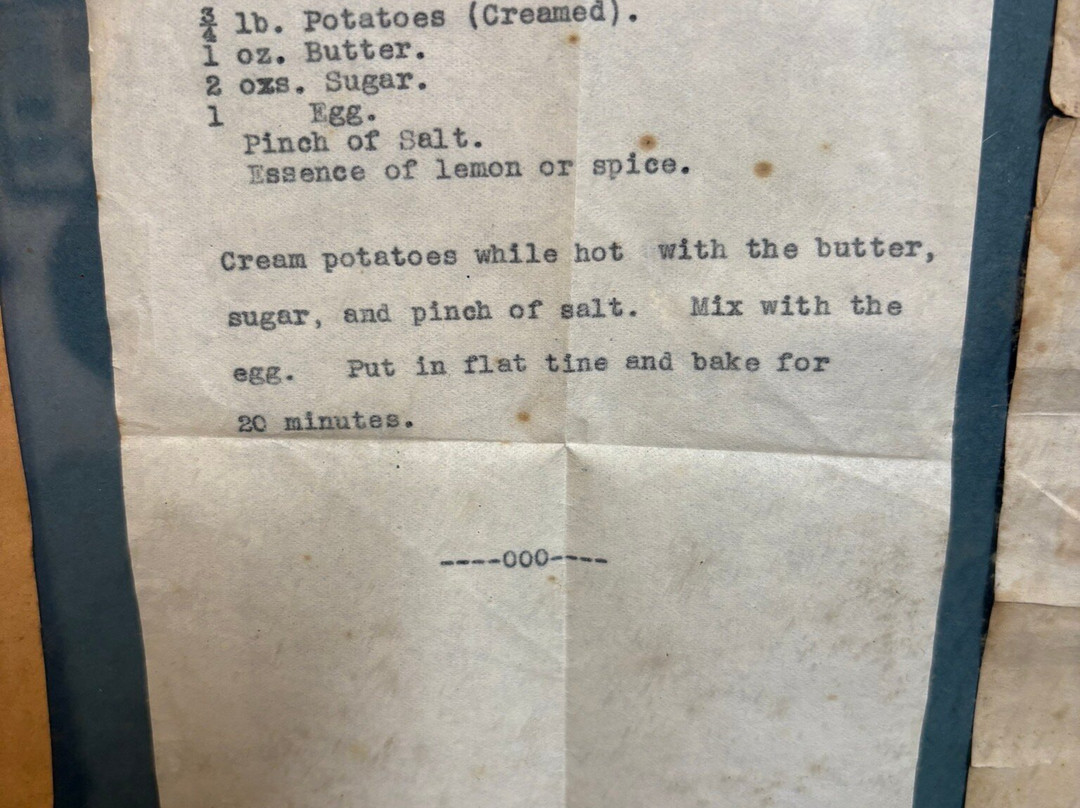 ¾ lb. Potatoes (Creamed).
1 oz. Butter.
2 ozs. Sugar.
1 Egg.
Pinch of Salt.
Essence of lemon or spice.
Cream potatoes while hot with the butter,
sugar, and pinch of salt. Mix with the
egg. Put in flat tine and bake for
20 minutes.
----ooo----